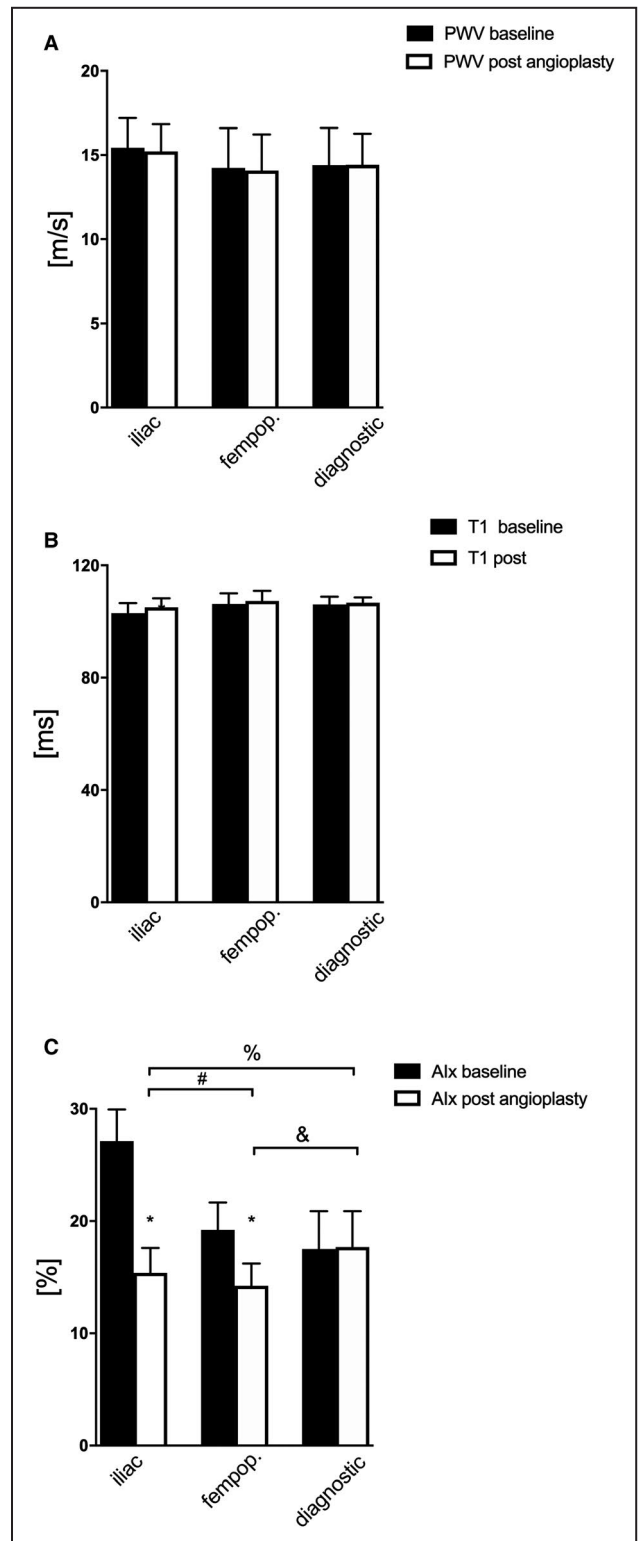 A
PWV baseline
PWV post angioplasty
20
15
10
5
0
[m/s]
iliac
fempop.
diagnostic
B
T1 baseline
T1 post
120
80
40
0
[ms]
iliac
fempop.
diagnostic
C
AIx baseline
AIx post angioplasty
%
#
&
30
20
10
0
[%]
* *
iliac
fempop.
diagnostic